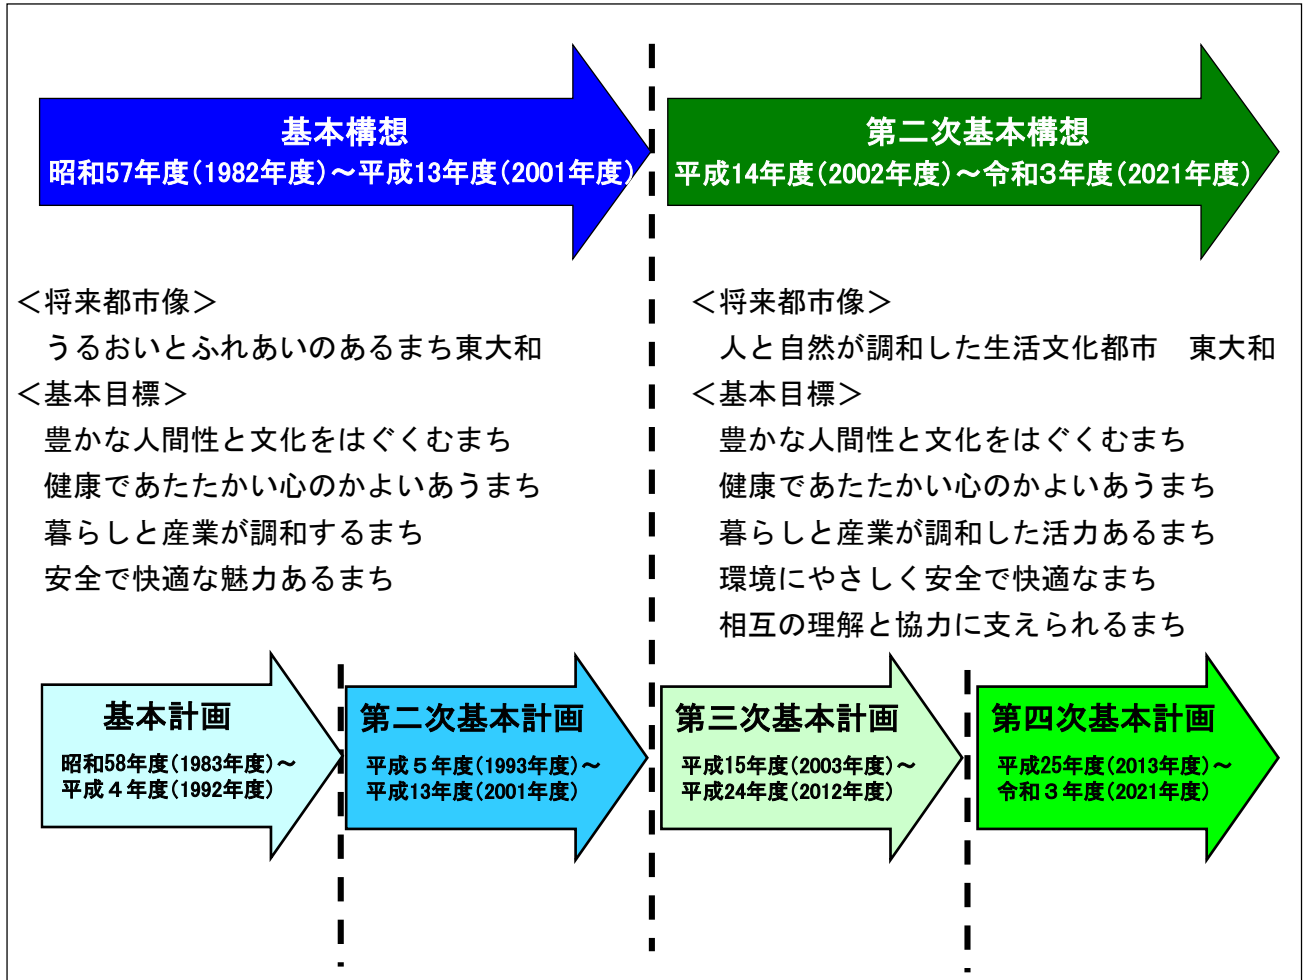 基本構想
昭和57年度(1982年度)～平成13年度(2001年度)
第二次基本構想
平成14年度(2002年度)～令和３年度(2021年度)
＜将来都市像＞
うるおいとふれあいのあるまち東大和
＜基本目標＞
豊かな人間性と文化をはぐくむまち
健康であたたかい心のかよいあうまち
暮らしと産業が調和するまち
安全で快適な魅力あるまち
＜将来都市像＞
人と自然が調和した生活文化都市　東大和
＜基本目標＞
豊かな人間性と文化をはぐくむまち
健康であたたかい心のかよいあうまち
暮らしと産業が調和した活力あるまち
環境にやさしく安全で快適なまち
相互の理解と協力に支えられるまち
基本計画
昭和58年度(1983年度)～
平成４年度(1992年度)
第二次基本計画
平成５年度(1993年度)～
平成13年度(2001年度)
第三次基本計画
平成15年度(2003年度)～
平成24年度(2012年度)
第四次基本計画
平成25年度(2013年度)～
令和３年度(2021年度)